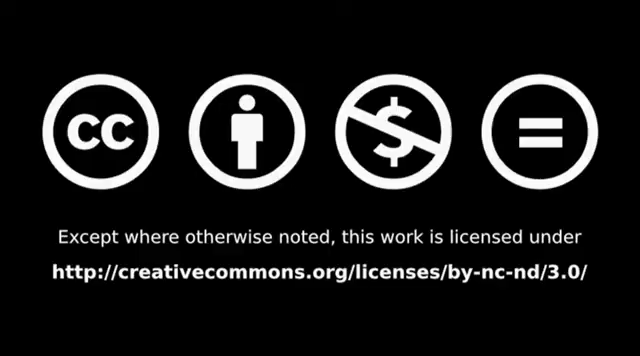 cc
$
=
Except where otherwise noted, this work is licensed under
http://creativecommons.org/licenses/by-nc-nd/3.0/